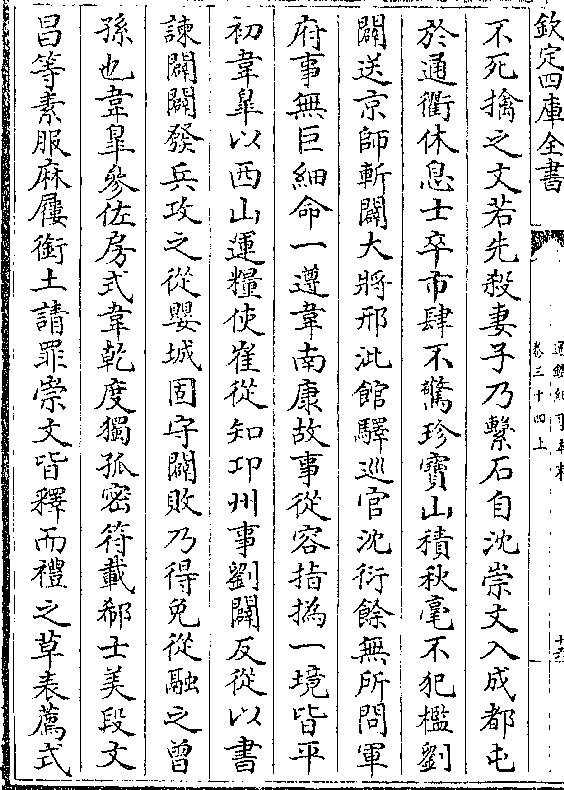 欽定四庫全書
卷三十四上
不死擒之文若先殺妻子乃繫石自沈崇文入成都屯
於通衢休息士卒市肆不驚珍寶山積秋毫不犯檻劉
闢送京師斬闢大將邢泚館驛巡官沈衍餘無所問軍
府事無巨細命一遵韋南康故事從容指撝一境皆平
初韋臯以西山運糧使崔從知卭州事劉闢反從以書
諫闢闢發兵攻之從嬰城固守闢敗乃得免從融之曾
孫也韋臯參佐房式韋乾度獨孤密符載郗士美段文
昌等素服麻屨銜土請罪崇文皆釋而禮之草表薦式